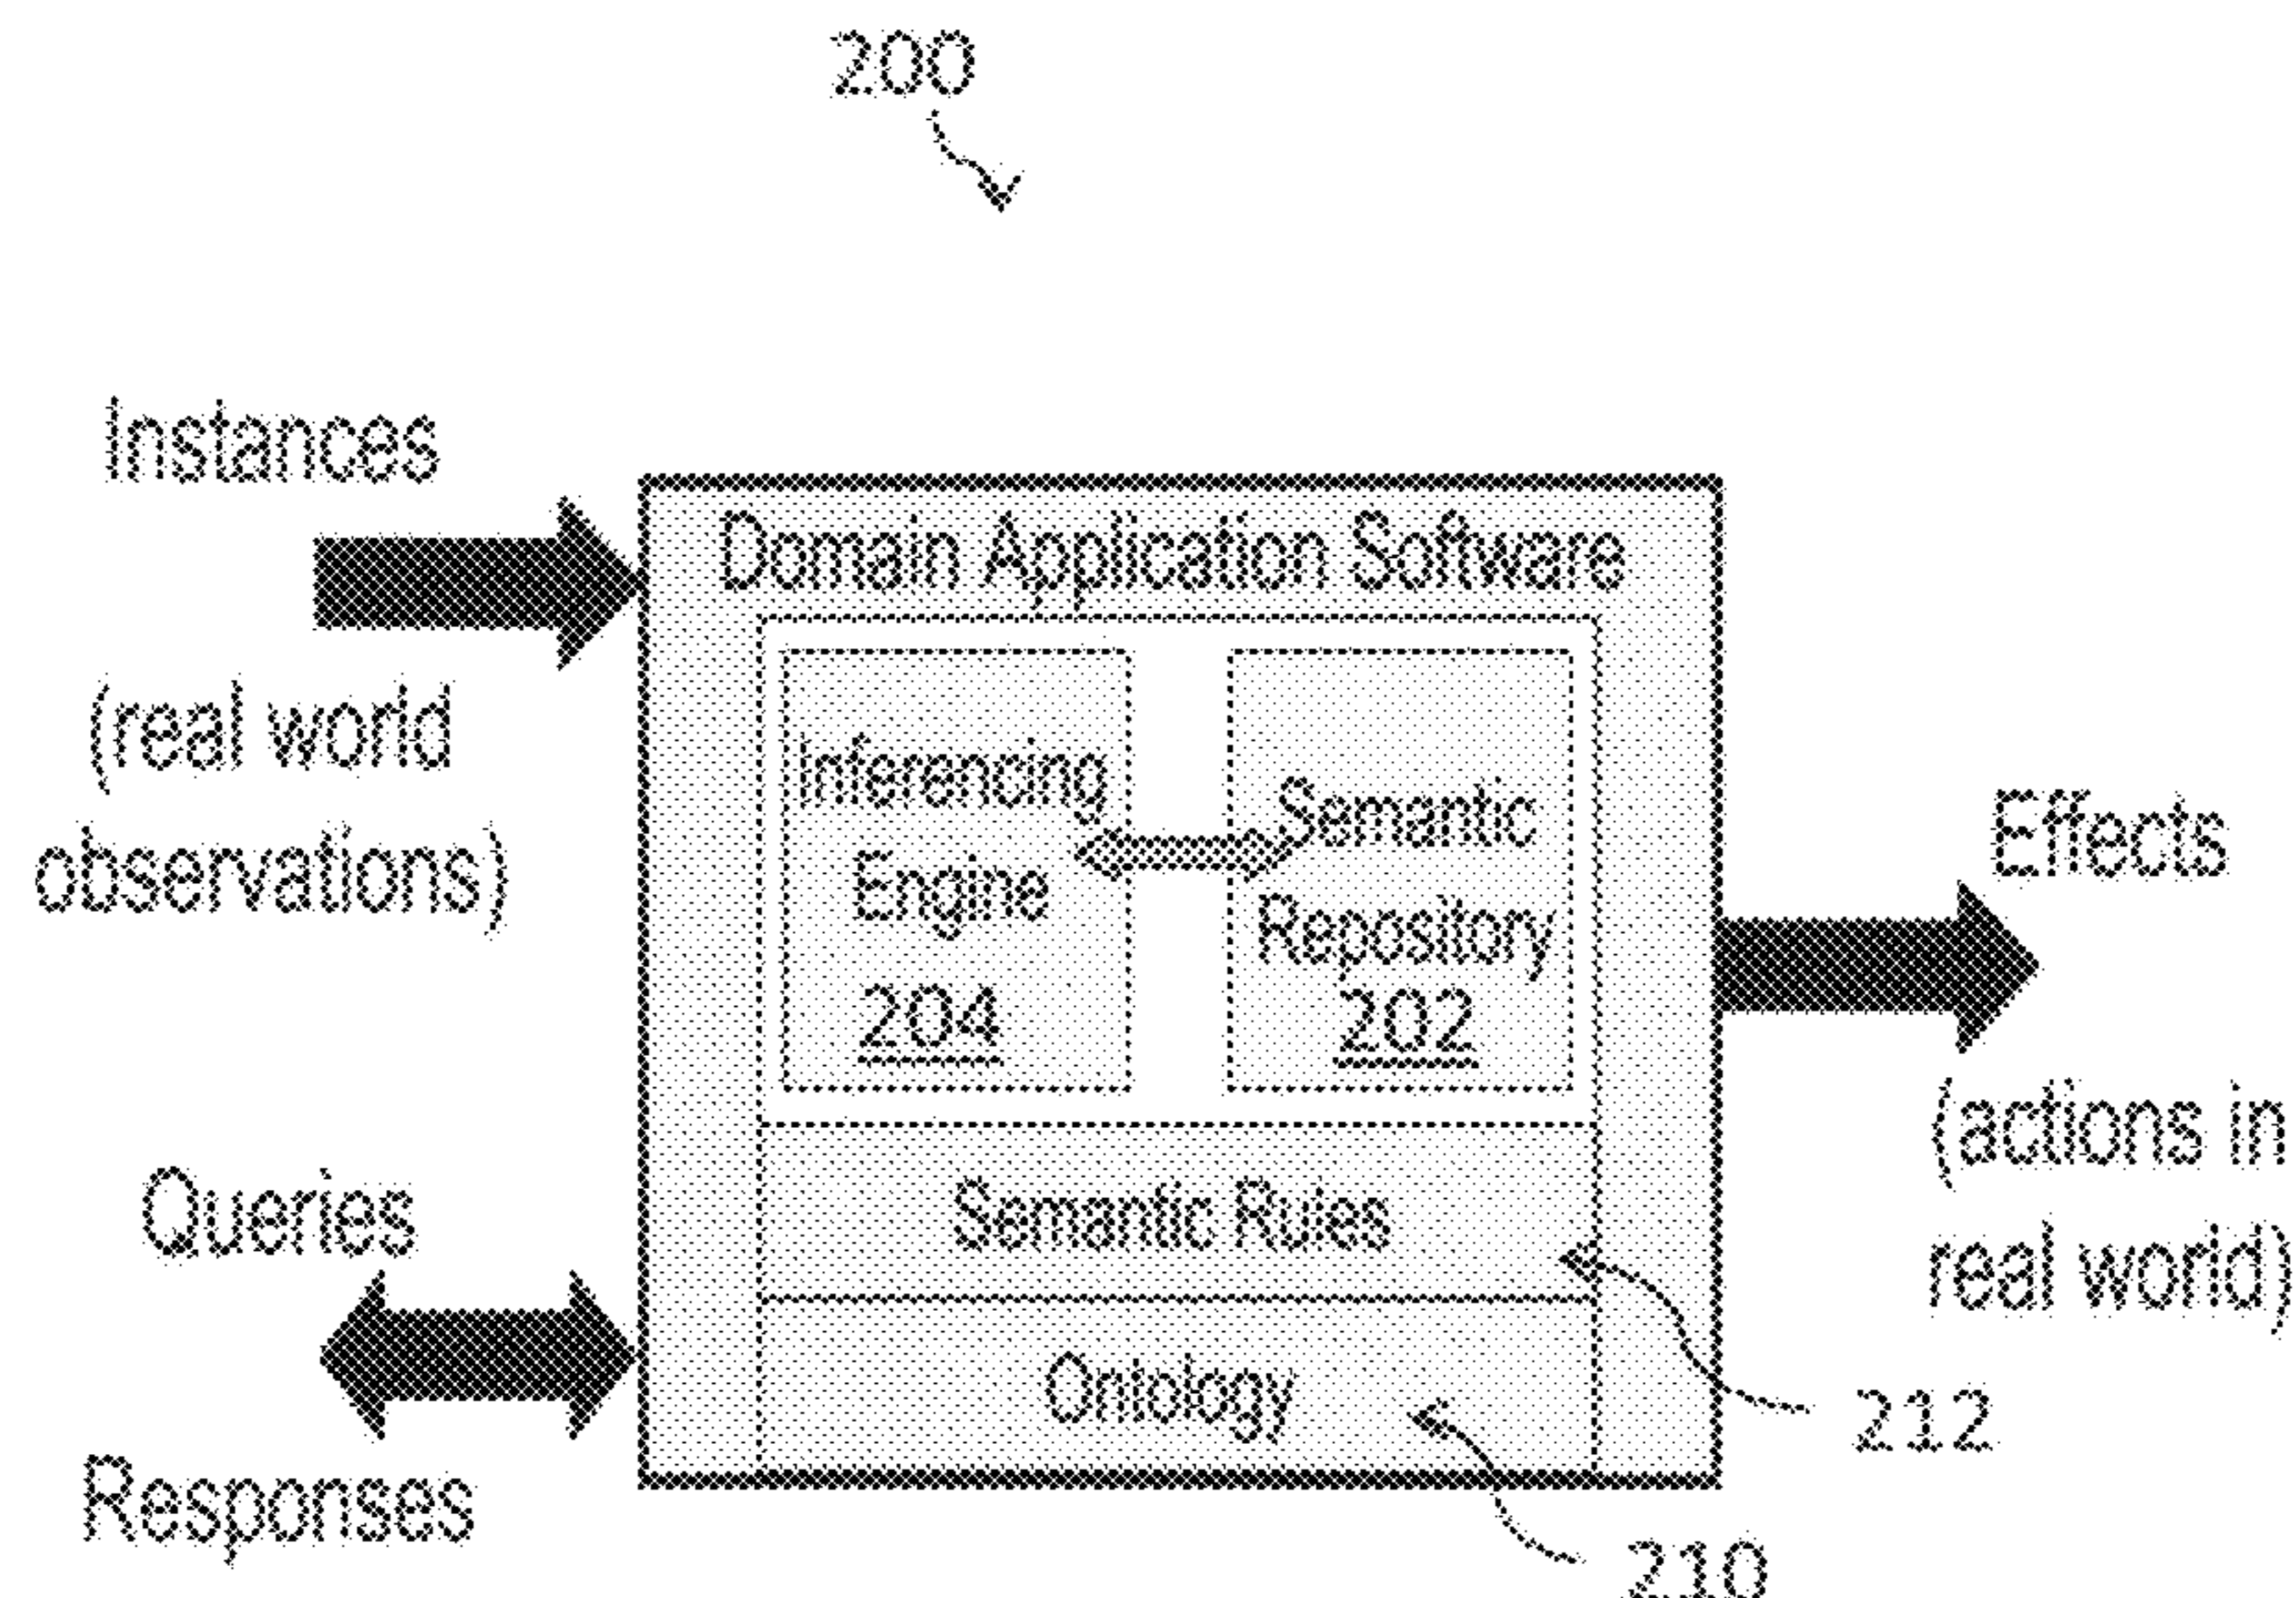 200
Instances
(real world
observations)
Queries
Responses
Domain Application Software
Inferencing
Engine
204
Semantic
Repository
202
Semantic Rules
Ontology
Effects
(actions in
real world)
212
210